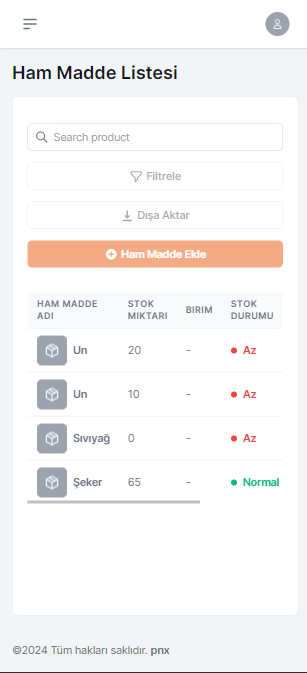 Ham Madde Listesi
Search product
Filtrele
Dışa Aktar
Ham Madde Ekle
HAM MADDE ADI STOK MIKTARI BIRIM STOK DURUMU
Un 20 - Az
Un 10 - Az
Sıvıyağ 0 - Az
Şeker 65 - Normal
©2024 Tüm hakları saklıdır. pnx